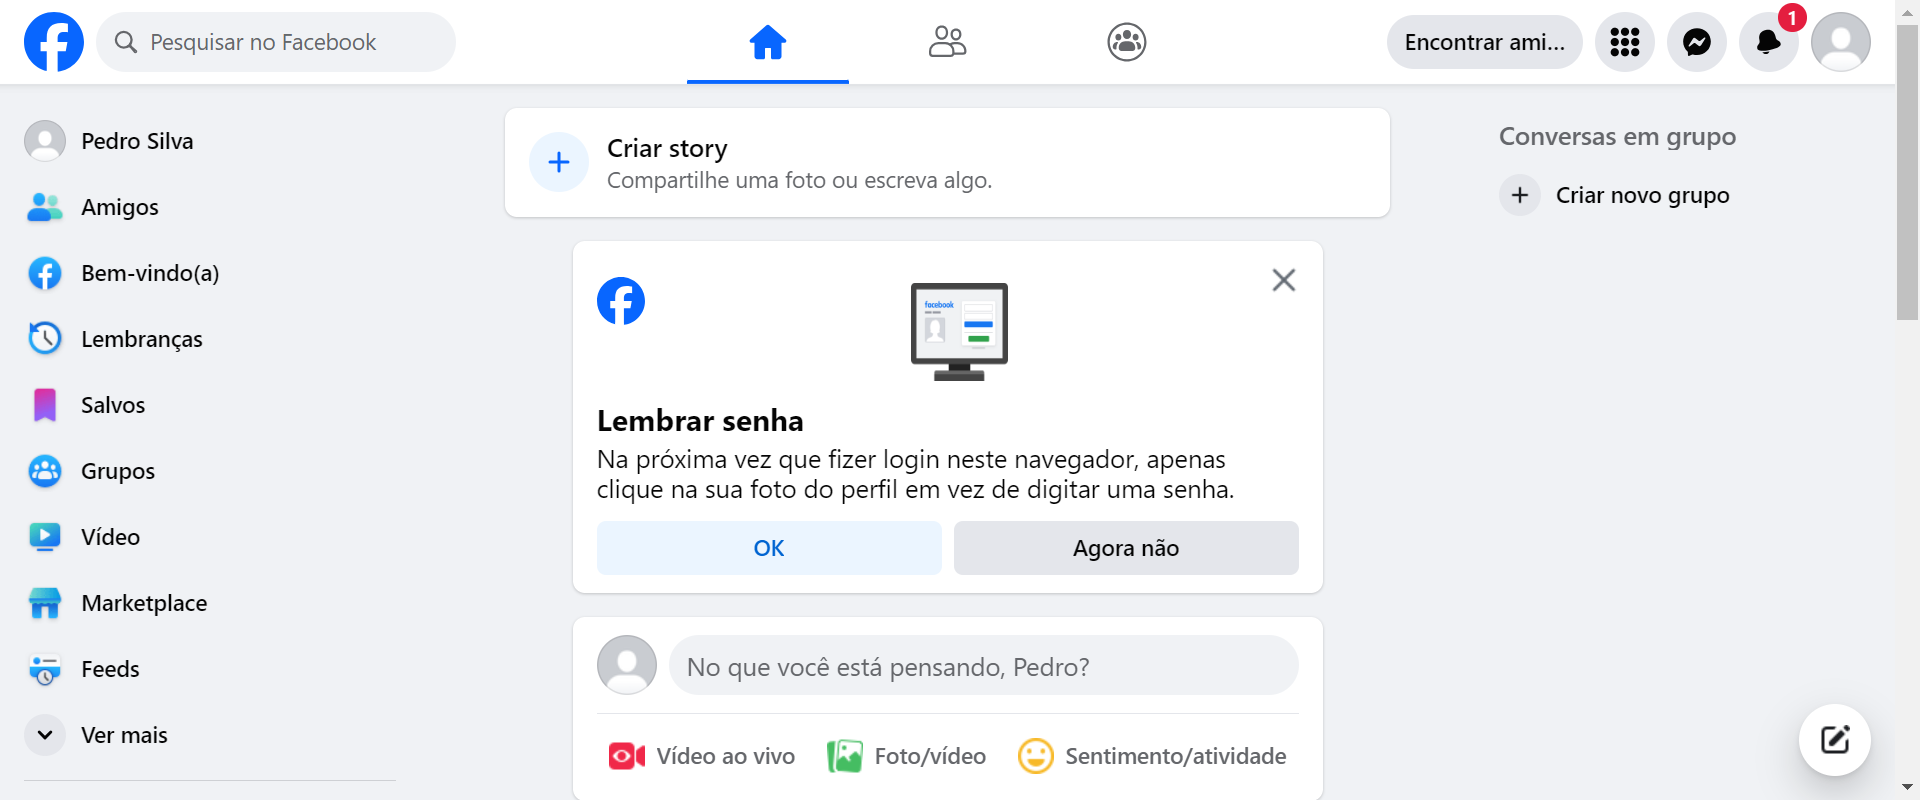 Pesquisar no Facebook
Encontrar ami...
1
Pedro Silva
Amigos
Bem-vindo(a)
Lembranças
Salvos
Grupos
Vídeo
Marketplace
Feeds
Ver mais
Criar story
Compartilhe uma foto ou escreva algo.
facebook
Lembrar senha
Na próxima vez que fizer login neste navegador, apenas
clique na sua foto do perfil em vez de digitar uma senha.
OK
Agora não
No que você está pensando, Pedro?
Vídeo ao vivo
Foto/vídeo
Sentimento/atividade
Conversas em grupo
Criar novo grupo